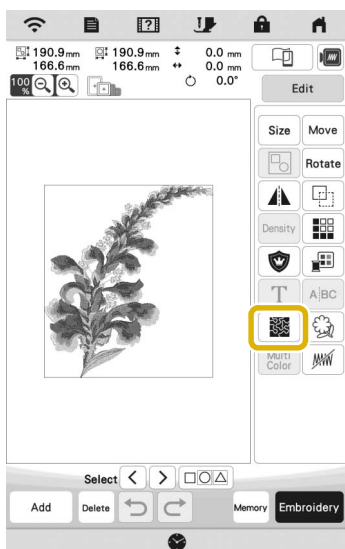 190.9mm 190.9mm 0.0 mm
166.6mm 166.6mm 0.0 mm
100 % 0.0°
Edit
Size Move
Rotate
Density
T A BC
Multi
Color
Select
Add Delete Memory Embroidery